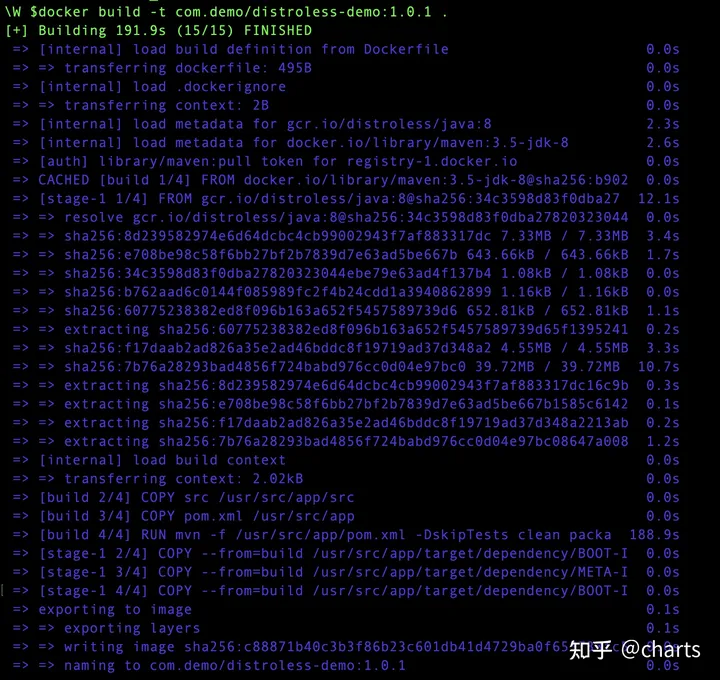 \W $docker build -t com.demo/distroless-demo:1.0.1 .
[+] Building 191.9s (15/15) FINISHED
=> [internal] load build definition from Dockerfile 0.0s
=> => transferring dockerfile: 495B 0.0s
=> [internal] load .dockerignore 0.0s
=> => transferring context: 2B 0.0s
=> [internal] load metadata for gcr.io/distroless/java:8 2.3s
=> [internal] load metadata for docker.io/library/maven:3.5-jdk-8 2.6s
=> [auth] library/maven:pull token for registry-1.docker.io 0.0s
=> CACHED [build 1/4] FROM docker.io/library/maven:3.5-jdk-8@sha256:b902 0.0s
=> [stage-1 1/4] FROM gcr.io/distroless/java:8@sha256:34c3598d83f0dba27 12.1s
=> => resolve gcr.io/distroless/java:8@sha256:34c3598d83f0dba27820323044 0.0s
=> => sha256:8d239582974e6d64dcbc4cb99002943f7af883317dc 7.33MB / 7.33MB 3.4s
=> => sha256:e708be98c58f6bb27bf2b7839d7e63ad5be667b 643.66kB / 643.66kB 1.7s
=> => sha256:34c3598d83f0dba27820323044ebe79e63ad4f137b4 1.08kB / 1.08kB 0.0s
=> => sha256:b762aad6c0144f085989fc2f4b24cdd1a3940862899 1.16kB / 1.16kB 0.0s
=> => sha256:60775238382ed8f096b163a652f5457589739d6 652.81kB / 652.81kB 1.1s
=> => extracting sha256:60775238382ed8f096b163a652f5457589739d65f1395241 0.2s
=> => sha256:f17daab2ad826a35e2ad46bddc8f19719ad37d348a2 4.55MB / 4.55MB 3.3s
=> => sha256:7b76a28293bad4856f724babd976cc0d04e97bc0 39.72MB / 39.72MB 10.7s
=> => extracting sha256:8d239582974e6d64dcbc4cb99002943f7af883317dc16c9b 0.3s
=> => extracting sha256:e708be98c58f6bb27bf2b7839d7e63ad5be667b1585c6142 0.1s
=> => extracting sha256:f17daab2ad826a35e2ad46bddc8f19719ad37d348a2213ab 0.2s
=> => extracting sha256:7b76a28293bad4856f724babd976cc0d04e97bc08647a008 1.2s
=> [internal] load build context 0.0s
=> => transferring context: 2.02kB 0.0s
=> [build 2/4] COPY src /usr/src/app/src 0.0s
=> [build 3/4] COPY pom.xml /usr/src/app 0.0s
=> [build 4/4] RUN mvn -f /usr/src/app/pom.xml -DskipTests clean packa 188.9s
=> [stage-1 2/4] COPY --from=build /usr/src/app/target/dependency/BOOT-I 0.0s
=> [stage-1 3/4] COPY --from=build /usr/src/app/target/dependency/META-I 0.0s
=> [stage-1 4/4] COPY --from=build /usr/src/app/target/dependency/BOOT-I 0.0s
=> exporting to image 0.1s
=> => exporting layers 0.1s
=> => writing image
=> => naming to com.demo/distroless-demo:1.0.1 0.0s
知乎 @charts